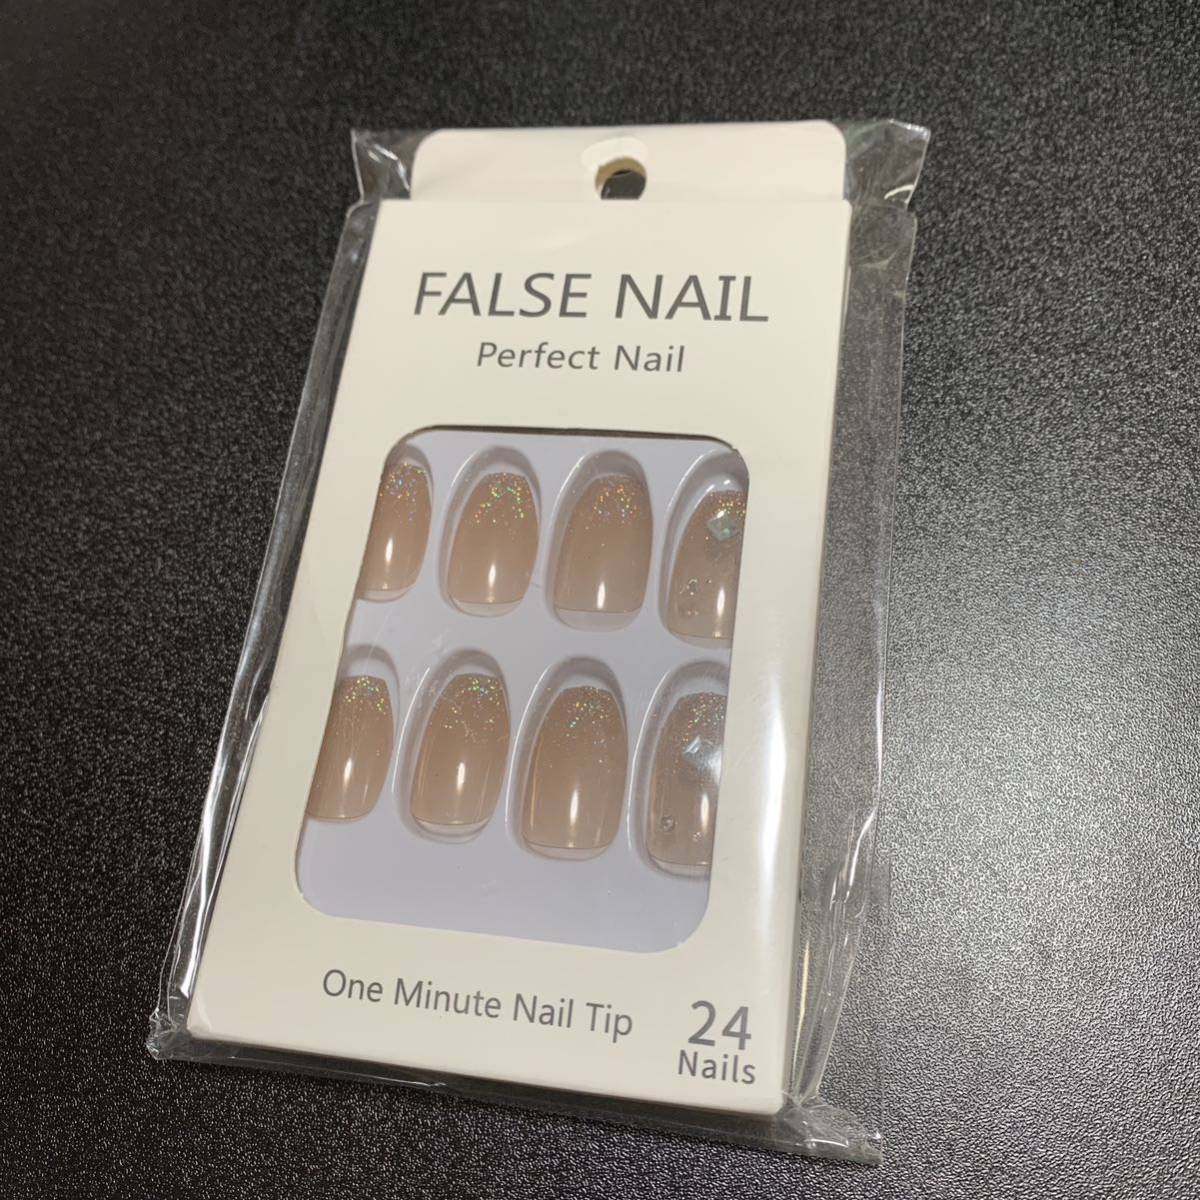 FALSE NAIL
Perfect Nail
One Minute Nail Tip
24
Nails